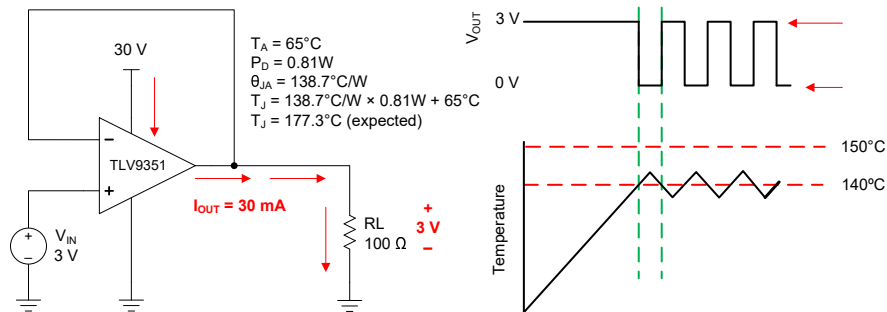 30 V
T_A = 65°C
P_D = 0.81W
θ_JA = 138.7°C/W
T_J = 138.7°C/W × 0.81W + 65°C
T_J = 177.3°C (expected)
–
TLV9351
+
I_OUT = 30 mA
+
–
V_IN
3 V
RL
100 Ω
+
3 V
–
V_OUT
3 V
0 V
Temperature
150°C
140ºC